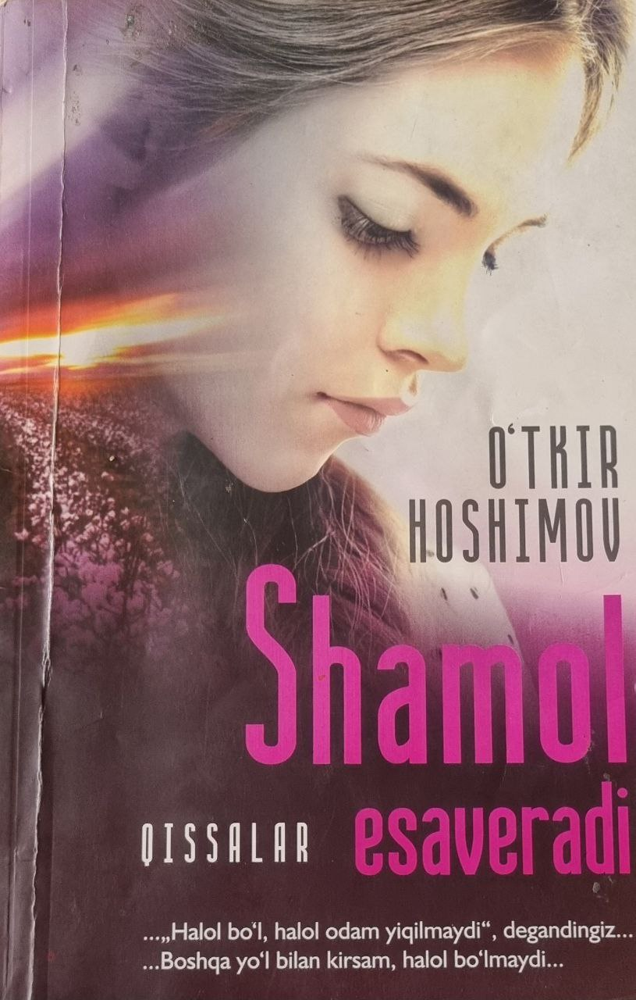 O‘TKIR
HOSHIMOV
Shamol
esaveradi
QISSALAR
...„Halol bo‘l, halol odam yiqilmaydi“, degandingiz...
...Boshqa yo‘l bilan kirsam, halol bo‘lmaydi...